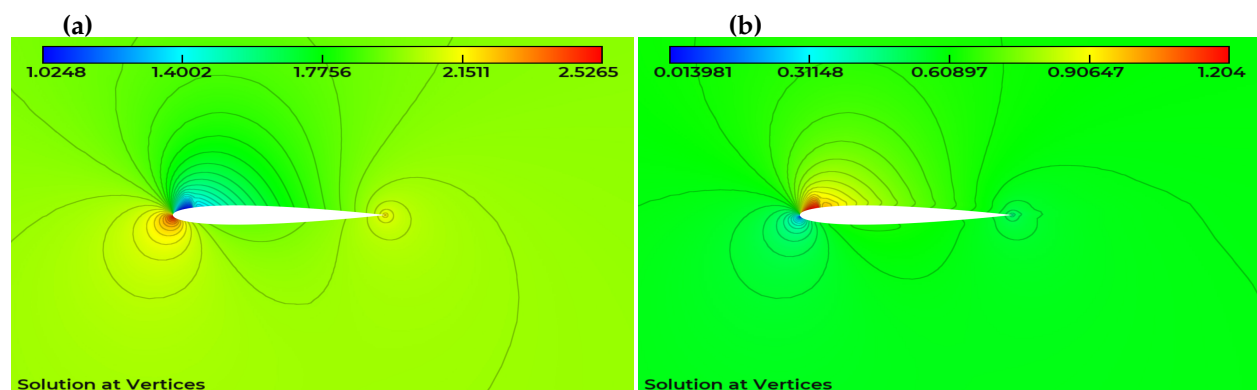 (a)
(b)
1.0248 1.4002 1.7756 2.1511 2.5265
0.013981 0.31148 0.60897 0.90647 1.204
Solution at Vertices
Solution at Vertices